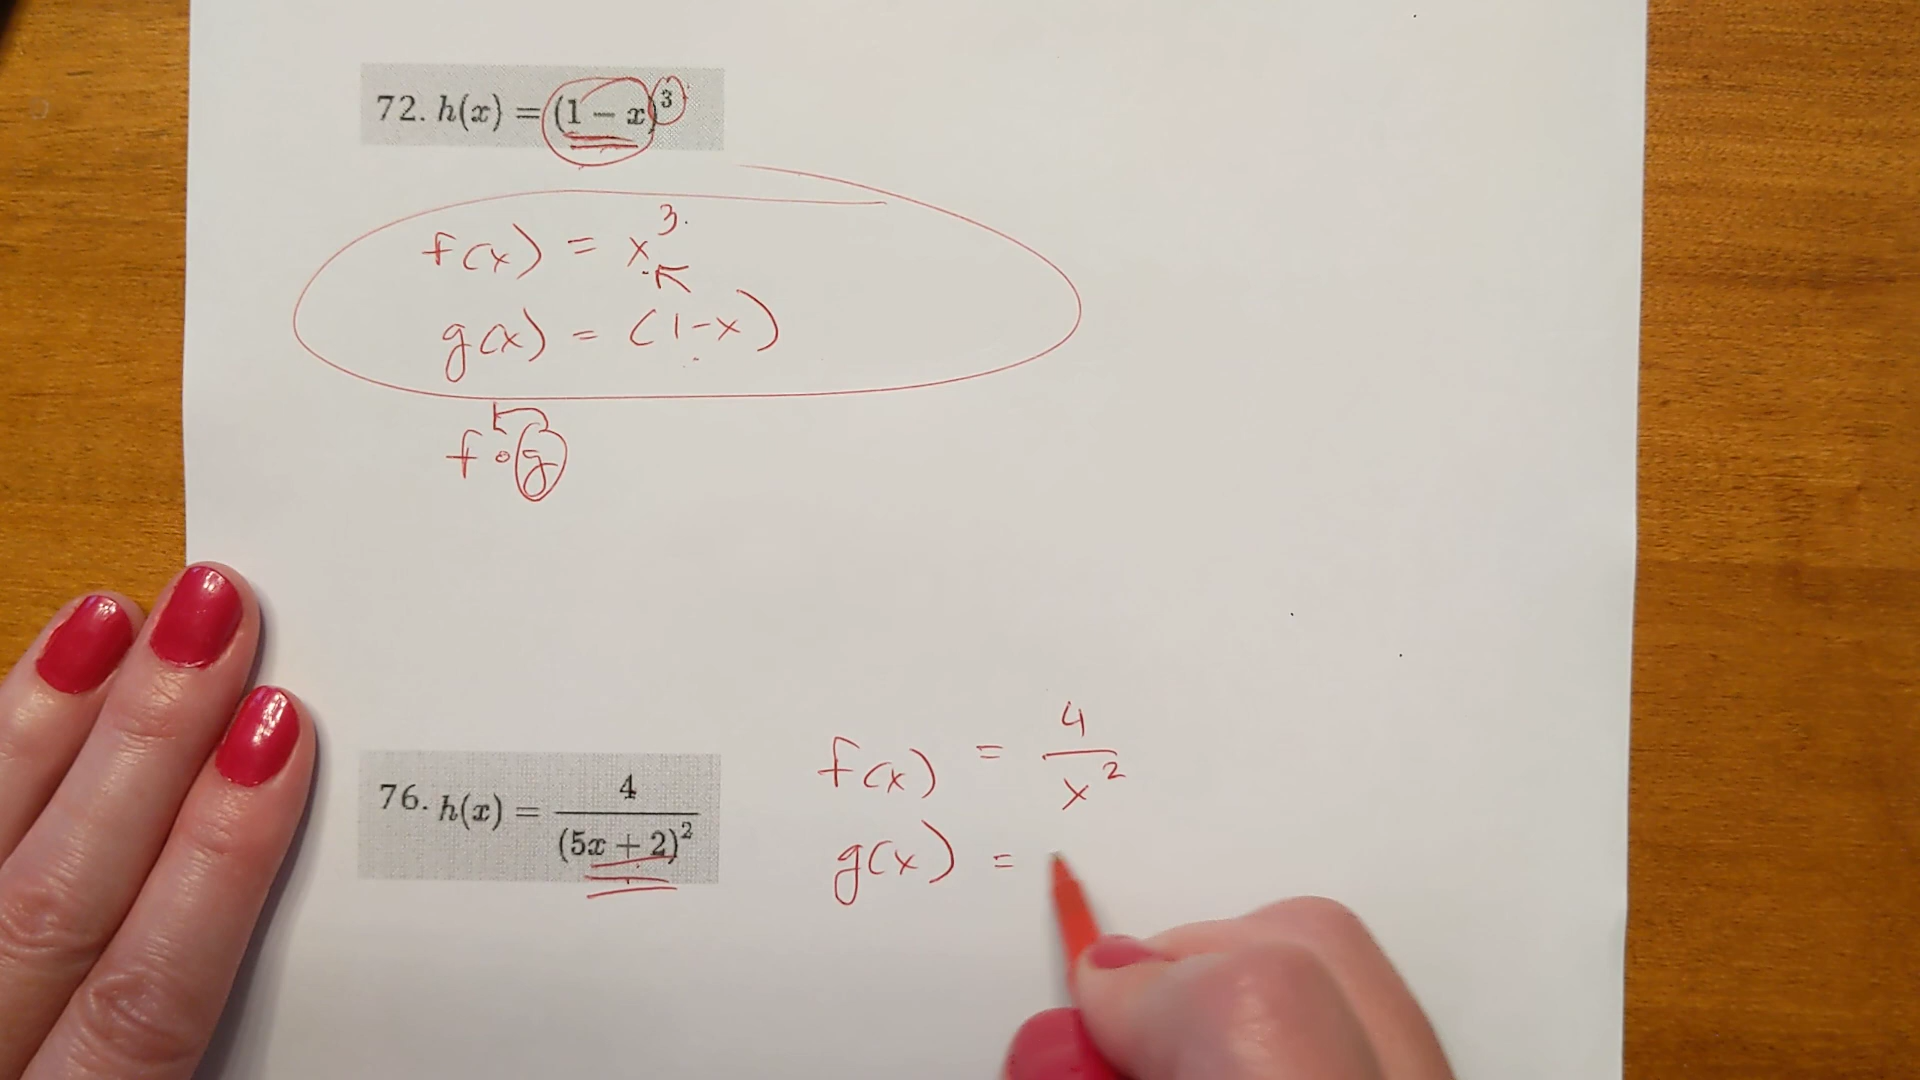 72. h(x) = (1 − x)³
f(x) = x³.
g(x) = (1-x)
f∘g
76. h(x) = 4/(5x + 2)²
f(x) = 4/x²
g(x) =